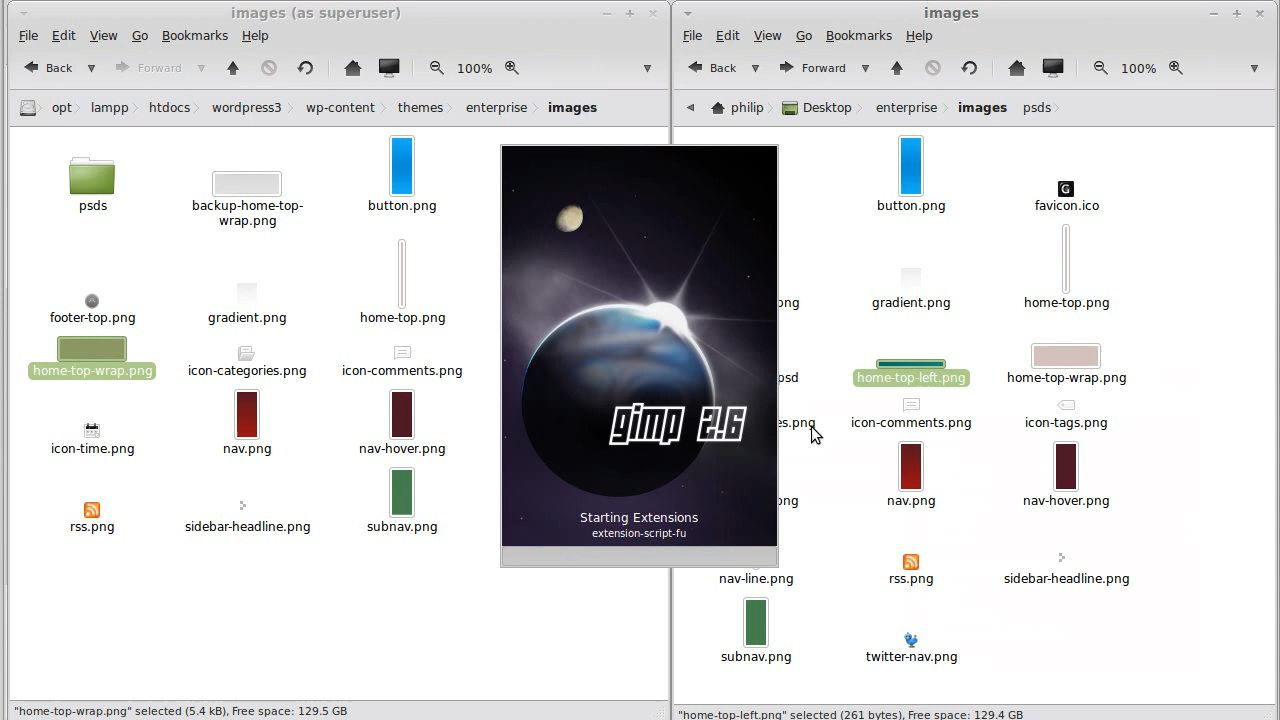 images (as superuser)
File Edit View Go Bookmarks Help
Back Forward 100%
opt lampp htdocs wordpress3 wp-content themes enterprise images
psds
backup-home-top-wrap.png
button.png
footer-top.png
gradient.png
home-top.png
home-top-wrap.png
icon-categories.png
icon-comments.png
icon-time.png
nav.png
nav-hover.png
rss.png
sidebar-headline.png
subnav.png
"home-top-wrap.png" selected (5.4 kB), Free space: 129.5 GB
gimp 2.6
Starting Extensions
extension-script-fu
images
File Edit View Go Bookmarks Help
Back Forward 100%
philip Desktop enterprise images psds
button.png
favicon.ico
png
gradient.png
home-top.png
psd
home-top-left.png
home-top-wrap.png
es.png
icon-comments.png
icon-tags.png
png
nav.png
nav-hover.png
nav-line.png
rss.png
sidebar-headline.png
subnav.png
twitter-nav.png
"home-top-left.png" selected (261 bytes), Free space: 129.4 GB